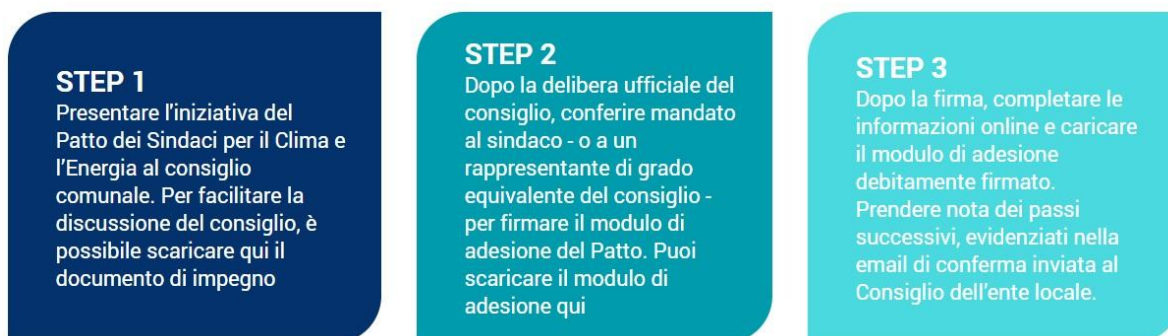 STEP 1
Presentare l'iniziativa del
Patto dei Sindaci per il Clima e
l'Energia al consiglio
comunale. Per facilitare la
discussione del consiglio, è
possibile scaricare qui il
documento di impegno
STEP 2
Dopo la delibera ufficiale del
consiglio, conferire mandato
al sindaco - o a un
rappresentante di grado
equivalente del consiglio -
per firmare il modulo di
adesione del Patto. Puoi
scaricare il modulo di
adesione qui
STEP 3
Dopo la firma, completare le
informazioni online e caricare
il modulo di adesione
debitamente firmato.
Prendere nota dei passi
successivi, evidenziati nella
email di conferma inviata al
Consiglio dell'ente locale.